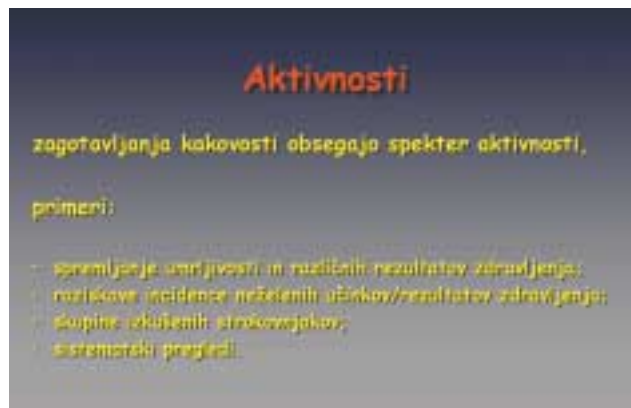 Aktivnosti
zagotavljanja kakovosti obsegajo spekter aktivnosti,
primeri:
- spremljanje umrljivosti in različnih rezultatov zdravljenja;
- raziskave incidence neželenih učinkov/rezultatov zdravljenja;
- skupine izkušenih strokovnjakov;
- sistematski pregledi.